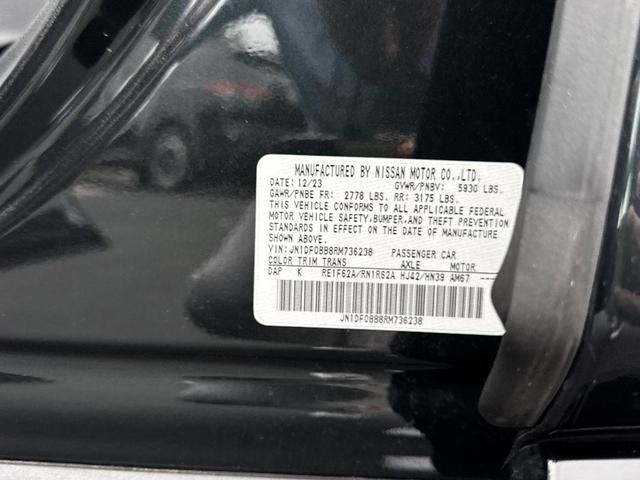 MANUFACTURED BY NISSAN MOTOR CO.,LTD.
DATE: 12/23 GVWR/PNBV: 5930 LBS.
GAWR/PNBE FR: 2778 LBS. RR: 3175 LBS.
THIS VEHICLE CONFORMS TO ALL APPLICABLE FEDERAL
MOTOR VEHICLE SAFETY,BUMPER,AND THEFT PREVENTION
STANDARDS IN EFFECT ON THE DATE OF MANUFACTURE
SHOWN ABOVE.
VIN: JN1DF0BB8RM736238 PASSENGER CAR
COLOR TRIM TRANS AXLE MOTOR
DAP K RE1F62A/RN1R62A HJ42/HN39 AM67 ----
JN1DF0BB8RM736238